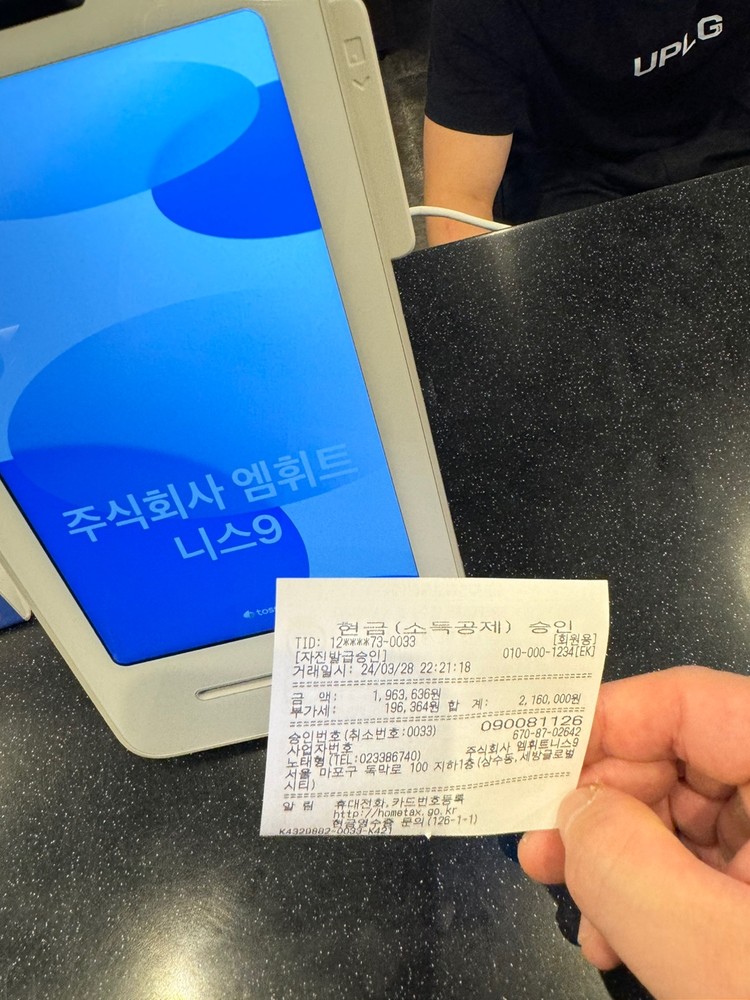 UPLG
주식회사 엠휘트
니스9
toss
현금(소득공제) 승인
TID: 12****73-0033 [회원용]
[자진발급승인] 010-000-1234[EK]
거래일시: 24/03/28 22:21:18
금 액: 1,963,636원
부가세: 196,364원 합 계: 2,160,000원
승인번호(취소번호:0033) 090081126
사업자번호 670-87-02642
노태형(TEL:023386740) 주식회사 엠휘트니스9
서울 마포구 독막로 100 지하1층(상수동, 세방글로벌
시티)
알 림 휴대전화,카드번호등록
http://hometax.go.kr
현금영수증 문의(126-1-1)
K4320882-0033-K421